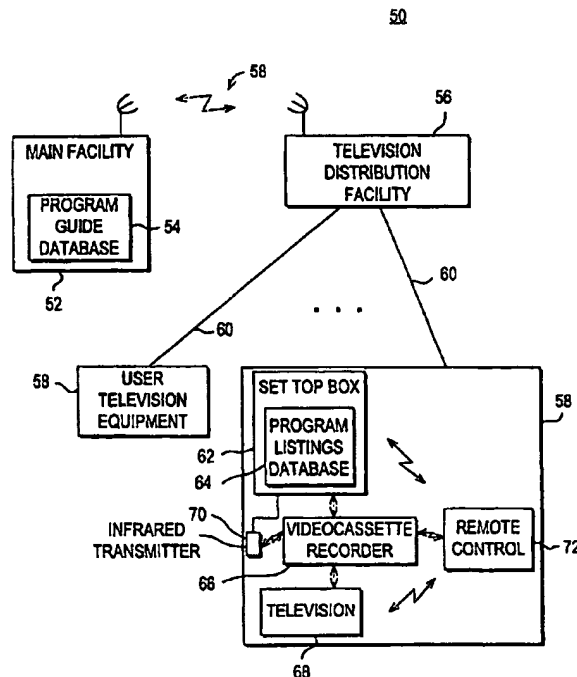 50
58
56
MAIN FACILITY
PROGRAM
GUIDE
DATABASE
54
52
TELEVISION
DISTRIBUTION
FACILITY
60
60
. . .
58
USER
TELEVISION
EQUIPMENT
SET TOP BOX
58
PROGRAM
LISTINGS
DATABASE
62
64
70
INFRARED
TRANSMITTER
VIDEOCASSETTE
RECORDER
REMOTE
CONTROL
72
66
TELEVISION
68